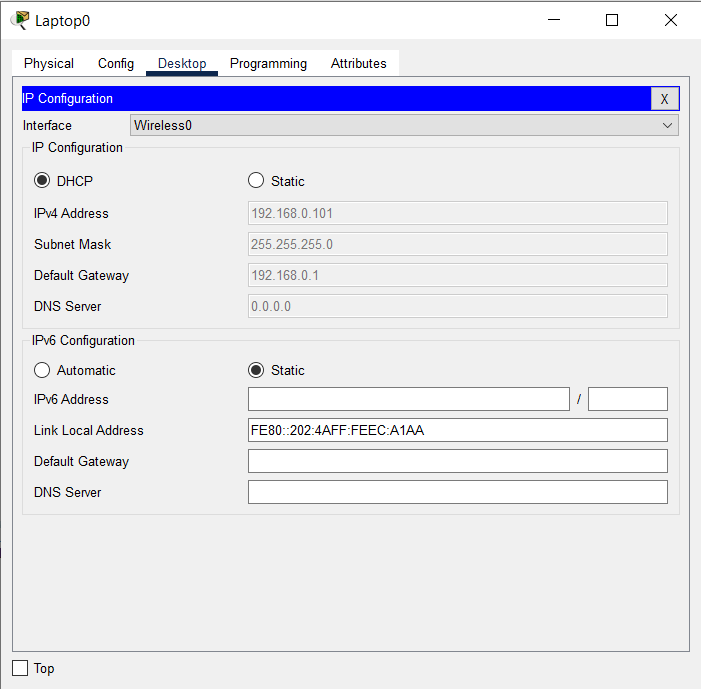 Laptop0
Physical Config Desktop Programming Attributes
IP Configuration X
Interface Wireless0
IP Configuration
DHCP Static
IPv4 Address 192.168.0.101
Subnet Mask 255.255.255.0
Default Gateway 192.168.0.1
DNS Server 0.0.0.0
IPv6 Configuration
Automatic Static
IPv6 Address /
Link Local Address FE80::202:4AFF:FEEC:A1AA
Default Gateway
DNS Server
Top